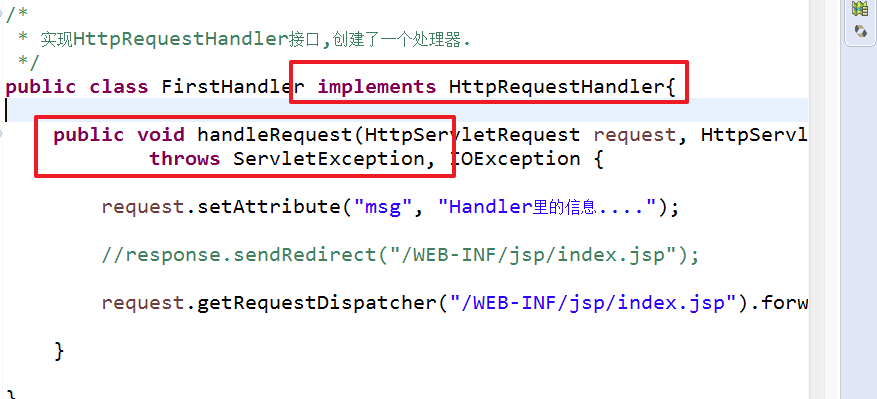 /*
* 实现HttpRequestHandler接口,创建了一个处理器.
*/
public class FirstHandler implements HttpRequestHandler{
public void handleRequest(HttpServletRequest request, HttpServl
throws ServletException, IOException {
request.setAttribute("msg", "Handler里的信息....");
//response.sendRedirect("/WEB-INF/jsp/index.jsp");
request.getRequestDispatcher("/WEB-INF/jsp/index.jsp").forw
}
}